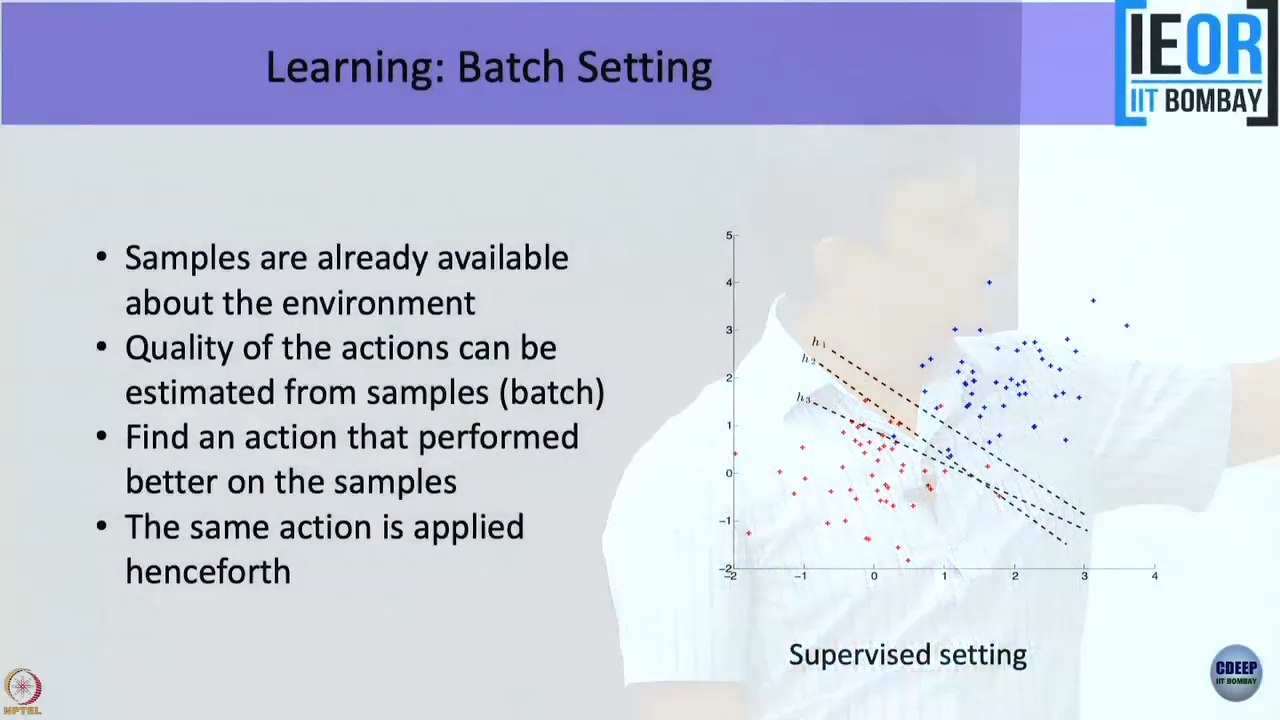 Learning: Batch Setting
IEOR
IIT BOMBAY
• Samples are already available
about the environment
• Quality of the actions can be
estimated from samples (batch)
• Find an action that performed
better on the samples
• The same action is applied
henceforth
5
4
3
2
1
0
−1
−2
h1
h2
h3
−2 −1 0 1 2 3 4
Supervised setting
NPTEL
CDEEP
IIT BOMBAY